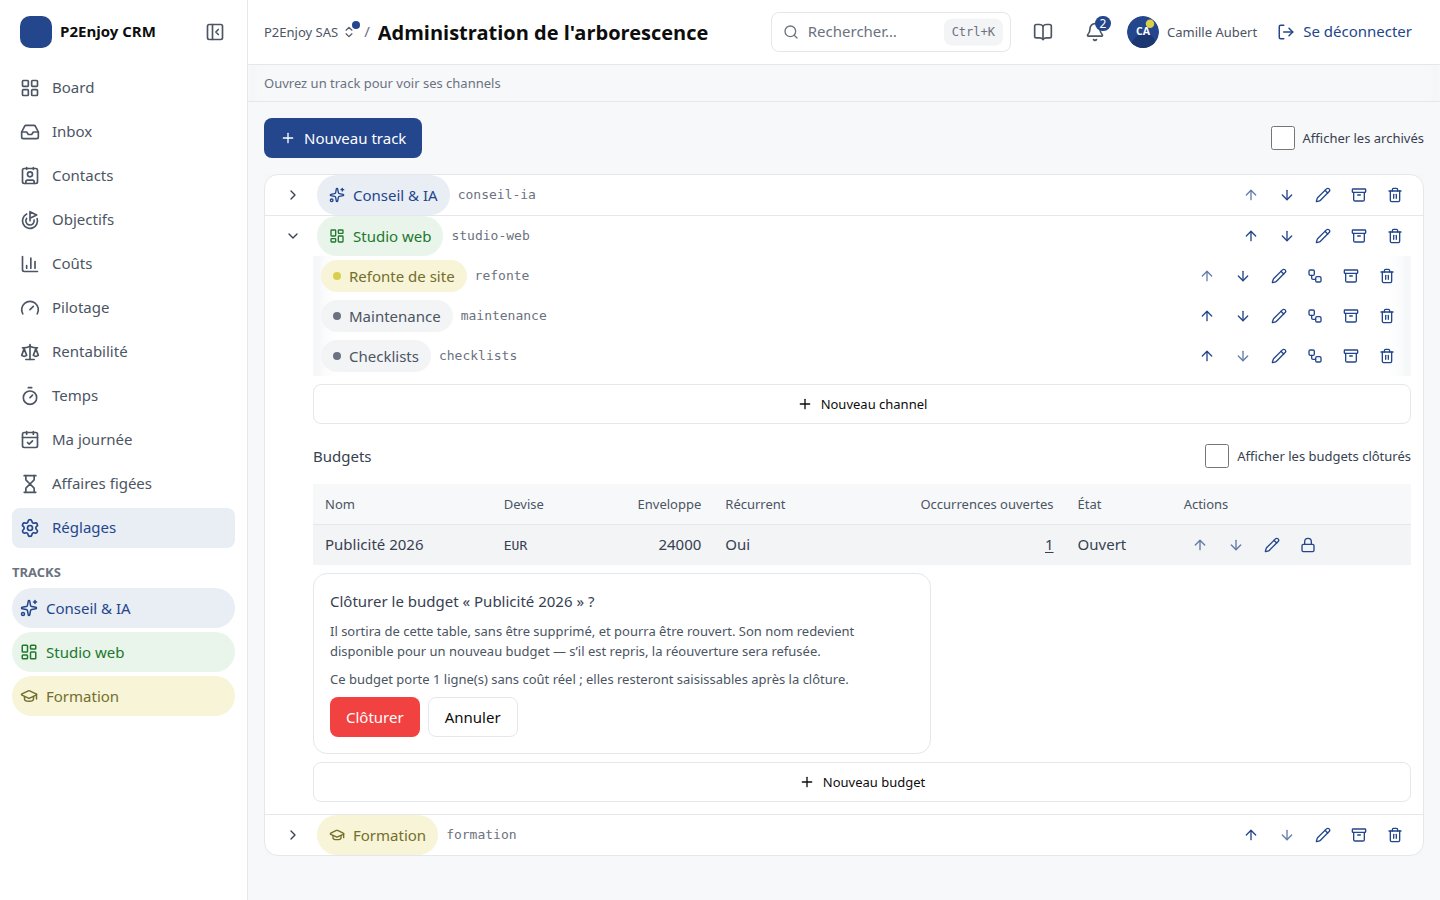 P2Enjoy CRM
Board
Inbox
Contacts
Objectifs
Coûts
Pilotage
Rentabilité
Temps
Ma journée
Affaires figées
Réglages
TRACKS
Conseil & IA
Studio web
Formation
P2Enjoy SAS / Administration de l'arborescence
Rechercher... Ctrl+K
2
CA Camille Aubert
Se déconnecter
Ouvrez un track pour voir ses channels
Nouveau track
Afficher les archivés
Conseil & IA conseil-ia
Studio web studio-web
Refonte de site refonte
Maintenance maintenance
Checklists checklists
Nouveau channel
Budgets
Afficher les budgets clôturés
Nom Devise Enveloppe Récurrent Occurrences ouvertes État Actions
Publicité 2026 EUR 24000 Oui 1 Ouvert
Clôturer le budget « Publicité 2026 » ?
Il sortira de cette table, sans être supprimé, et pourra être rouvert. Son nom redevient
disponible pour un nouveau budget — s'il est repris, la réouverture sera refusée.
Ce budget porte 1 ligne(s) sans coût réel ; elles resteront saisissables après la clôture.
Clôturer Annuler
Nouveau budget
Formation formation